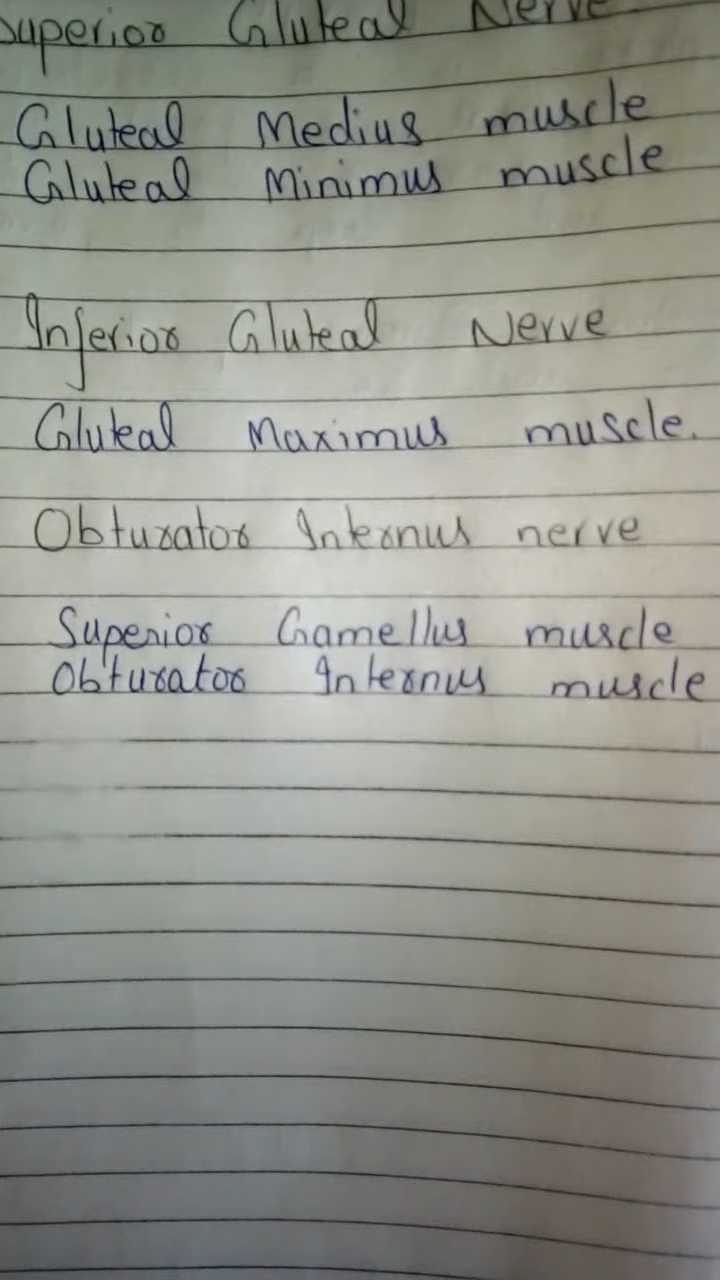 Superior Gluteal Nerve
Gluteal Medius muscle
Gluteal Minimus muscle
Inferior Gluteal Nerve
Gluteal Maximus muscle.
Obturator Internus nerve
Superior Gamellus muscle
Obturator Internus muscle